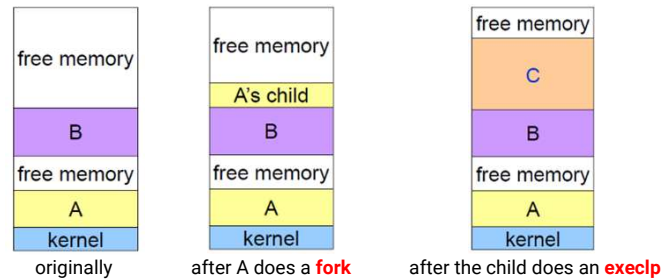 free memory
B
free memory
A
kernel
originally
free memory
A's child
B
free memory
A
kernel
after A does a fork
free memory
C
B
free memory
A
kernel
after the child does an execlp